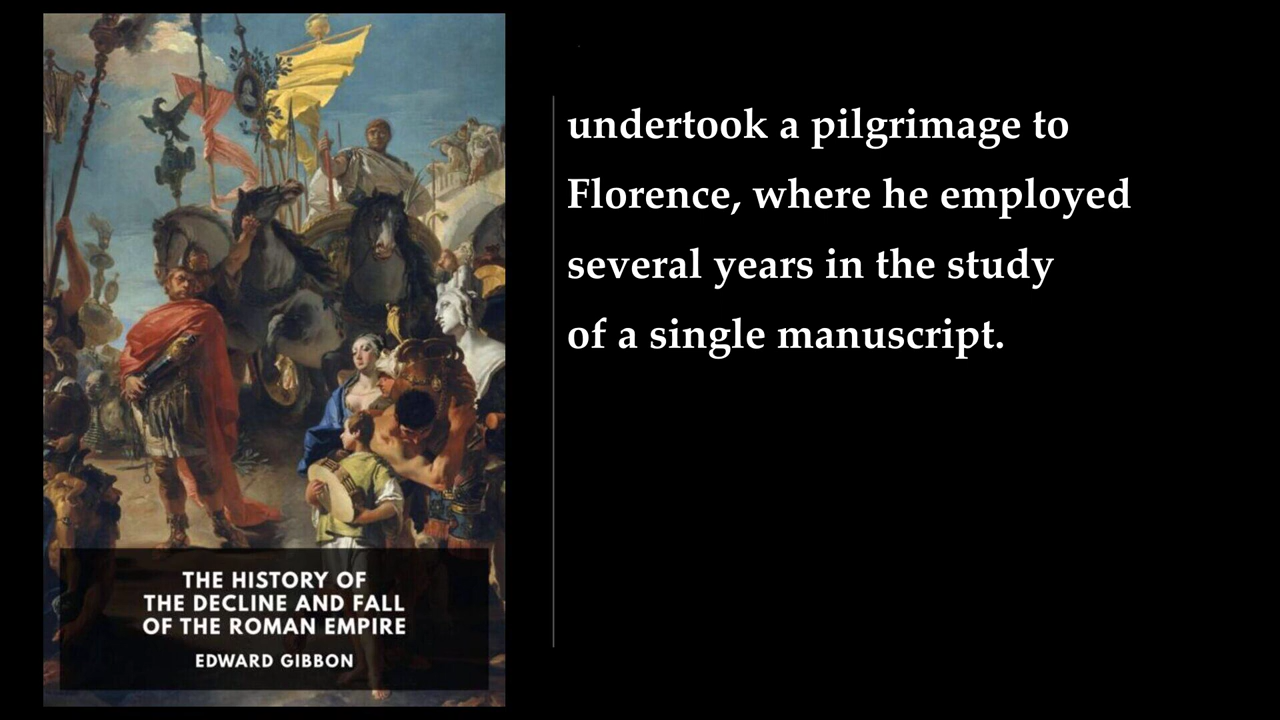 THE HISTORY OF
THE DECLINE AND FALL
OF THE ROMAN EMPIRE
EDWARD GIBBON
undertook a pilgrimage to
Florence, where he employed
several years in the study
of a single manuscript.